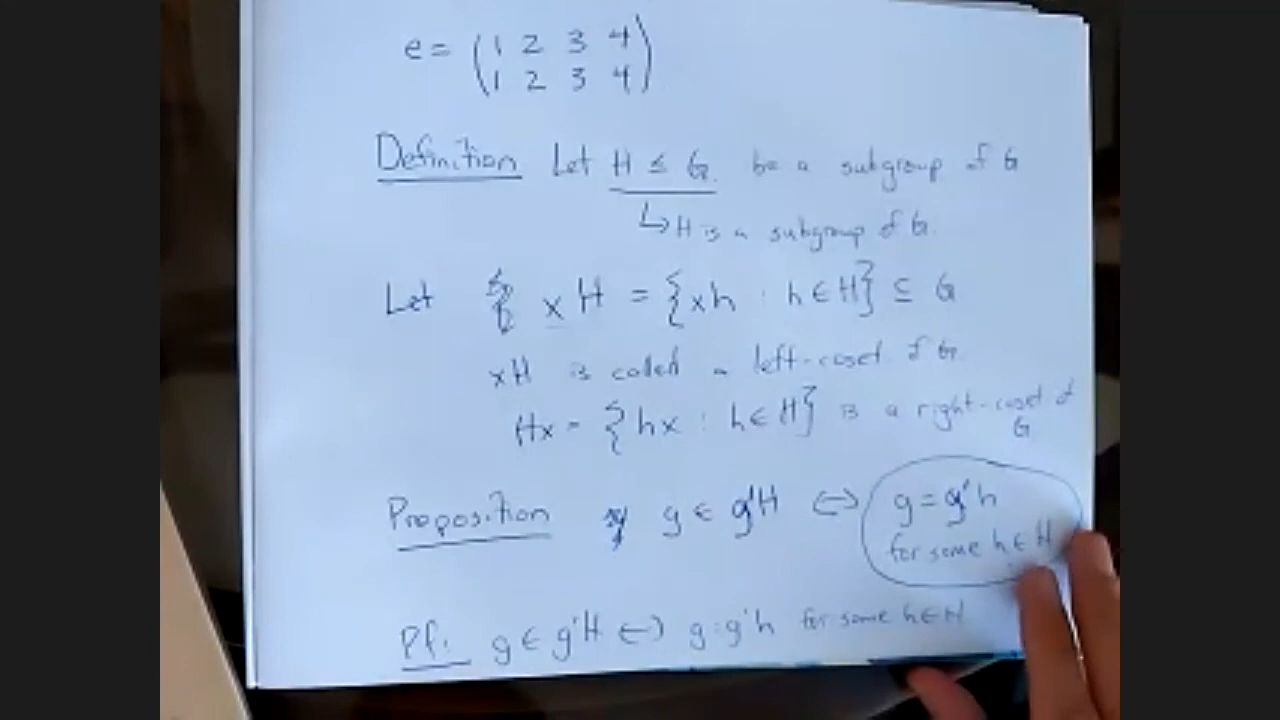 e = (1 2 3 4
1 2 3 4)
Definition Let H ≤ G. be a subgroup of G
↳ H is a subgroup of G.
Let xH = {xh : h ∈ H} ⊆ G
xH is called a left-coset of G.
Hx = {hx : h ∈ H} is a right-coset of
G
Proposition g ∈ g'H ⟷ g = g'h
for some h ∈ H
Pf: g ∈ g'H ⟷ g = g'h for some h ∈ H